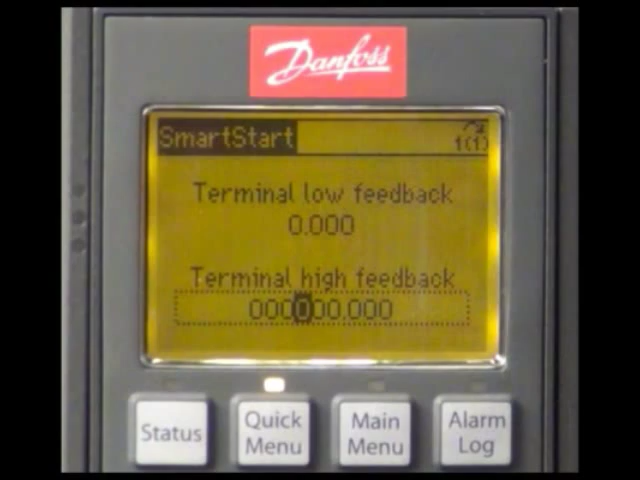 Danfoss
SmartStart
1(1)
Terminal low feedback
0.000
Terminal high feedback
000000.000
Status
Quick Menu
Main Menu
Alarm Log